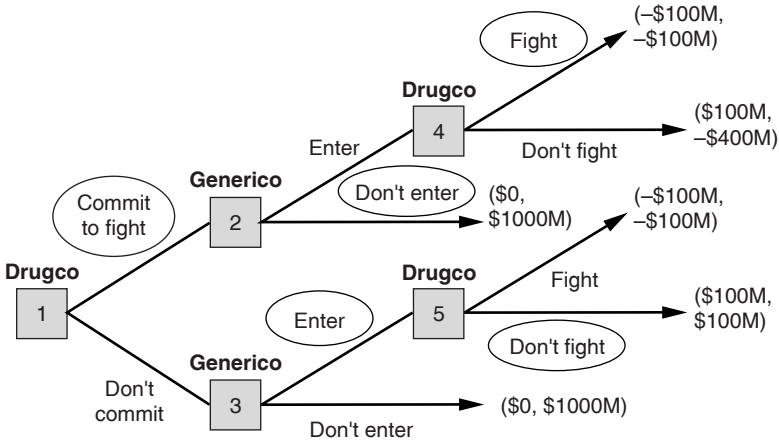 (–$100M,
–$100M)
Fight
Drugco
4
($100M,
–$400M)
Enter
Don't fight
Generico
Don't enter
Commit
to fight
2
($0,
$1000M)
(–$100M,
–$100M)
Drugco
1
Drugco
5
Fight
Enter
($100M,
$100M)
Don't fight
Generico
Don't
commit
3
($0, $1000M)
Don't enter